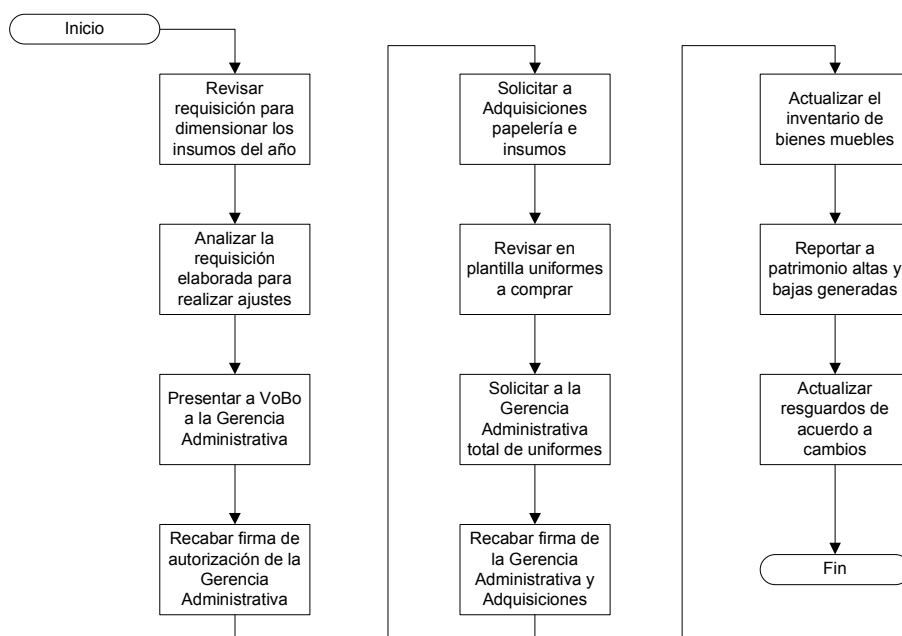 Inicio
Revisar
requisición para
dimensionar los
insumos del año
Analizar la
requisición
elaborada para
realizar ajustes
Presentar a VoBo
a la Gerencia
Administrativa
Recabar firma de
autorización de la
Gerencia
Administrativa
Solicitar a
Adquisiciones
papelería e
insumos
Revisar en
plantilla uniformes
a comprar
Solicitar a la
Gerencia
Administrativa
total de uniformes
Recabar firma de
la Gerencia
Administrativa y
Adquisiciones
Actualizar el
inventario de
bienes muebles
Reportar a
patrimonio altas y
bajas generadas
Actualizar
resguardos de
acuerdo a
cambios
Fin